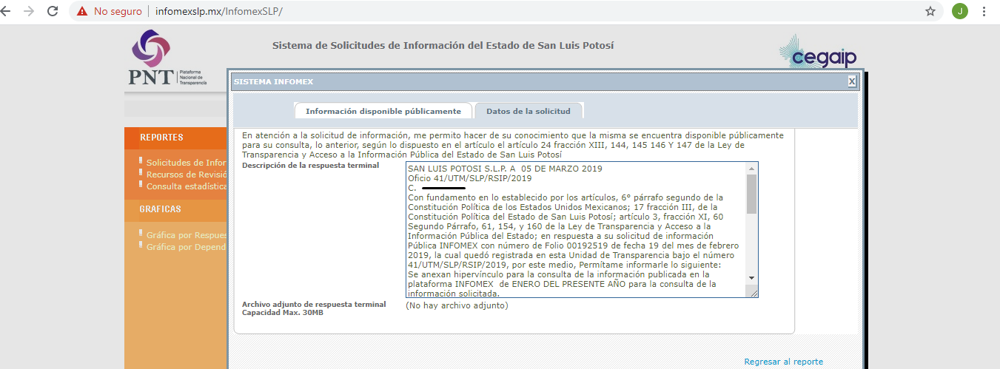 No seguro
infomexslp.mx/InfomexSLP/
J
PNT
Plataforma
Nacional de
Transparencia
Sistema de Solicitudes de Información del Estado de San Luis Potosí
cegaip
SISTEMA INFOMEX
X
Información disponible públicamente
Datos de la solicitud
REPORTES
Solicitudes de Infor
Recursos de Revisió
Consulta estadística
GRAFICAS
Gráfica por Respues
Gráfica por Depend
En atención a la solicitud de información, me permito hacer de su conocimiento que la misma se encuentra disponible públicamente
para su consulta, lo anterior, según lo dispuesto en el artículo el artículo 24 fracción XIII, 144, 145 146 Y 147 de la Ley de
Transparencia y Acceso a la Información Pública del Estado de San Luis Potosí
Descripción de la respuesta terminal
SAN LUIS POTOSI S.L.P. A  05 DE MARZO 2019
Oficio 41/UTM/SLP/RSIP/2019
C.
Con fundamento en lo establecido por los artículos, 6° párrafo segundo de la
Constitución Política de los Estados Unidos Mexicanos; 17 fracción III, de la
Constitución Política del Estado de San Luis Potosí; artículo 3, fracción XI, 60
Segundo Párrafo, 61, 154, y 160 de la Ley de Transparencia y Acceso a la
Información Pública del Estado; en respuesta a su solicitud de información
Pública INFOMEX con número de Folio 00192519 de fecha 19 del mes de febrero
2019, la cual quedó registrada en esta Unidad de Transparencia bajo el número
41/UTM/SLP/RSIP/2019, por este medio, Permítame informarle lo siguiente:
Se anexan hipervínculo para la consulta de la información publicada en la
plataforma INFOMEX  de ENERO DEL PRESENTE AÑO para la consulta de la
información solicitada.
Archivo adjunto de respuesta terminal
Capacidad Max. 30MB
(No hay archivo adjunto)
Regresar al reporte